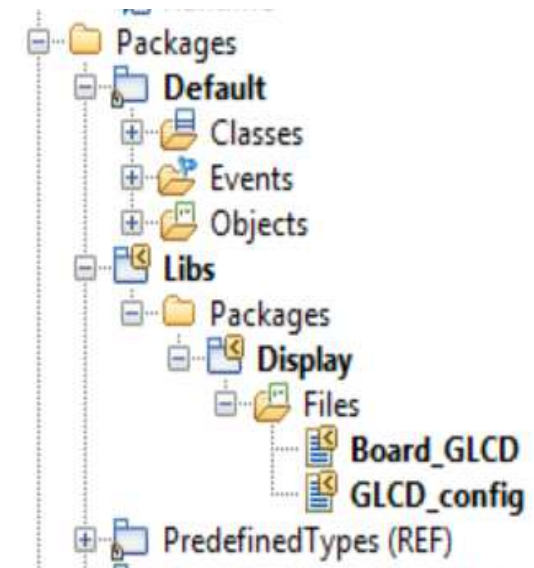 Packages
Default
Classes
Events
Objects
Libs
Packages
Display
Files
Board_GLCD
GLCD_config
PredefinedTypes (REF)